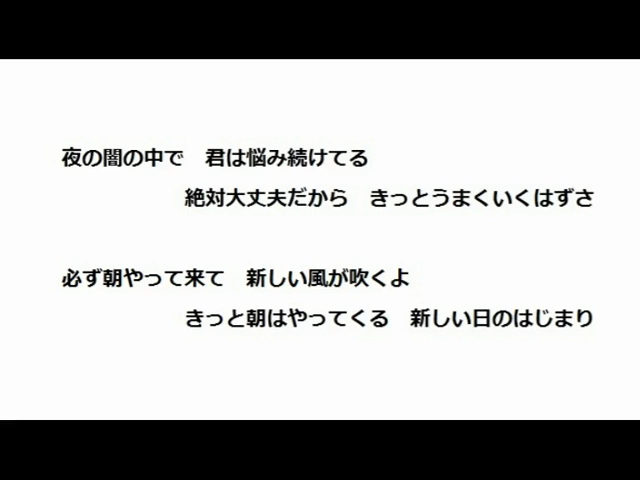 夜の闇の中で　君は悩み続けてる
絶対大丈夫だから　きっとうまくいくはずさ
必ず朝やって来て　新しい風が吹くよ
きっと朝はやってくる　新しい日のはじまり